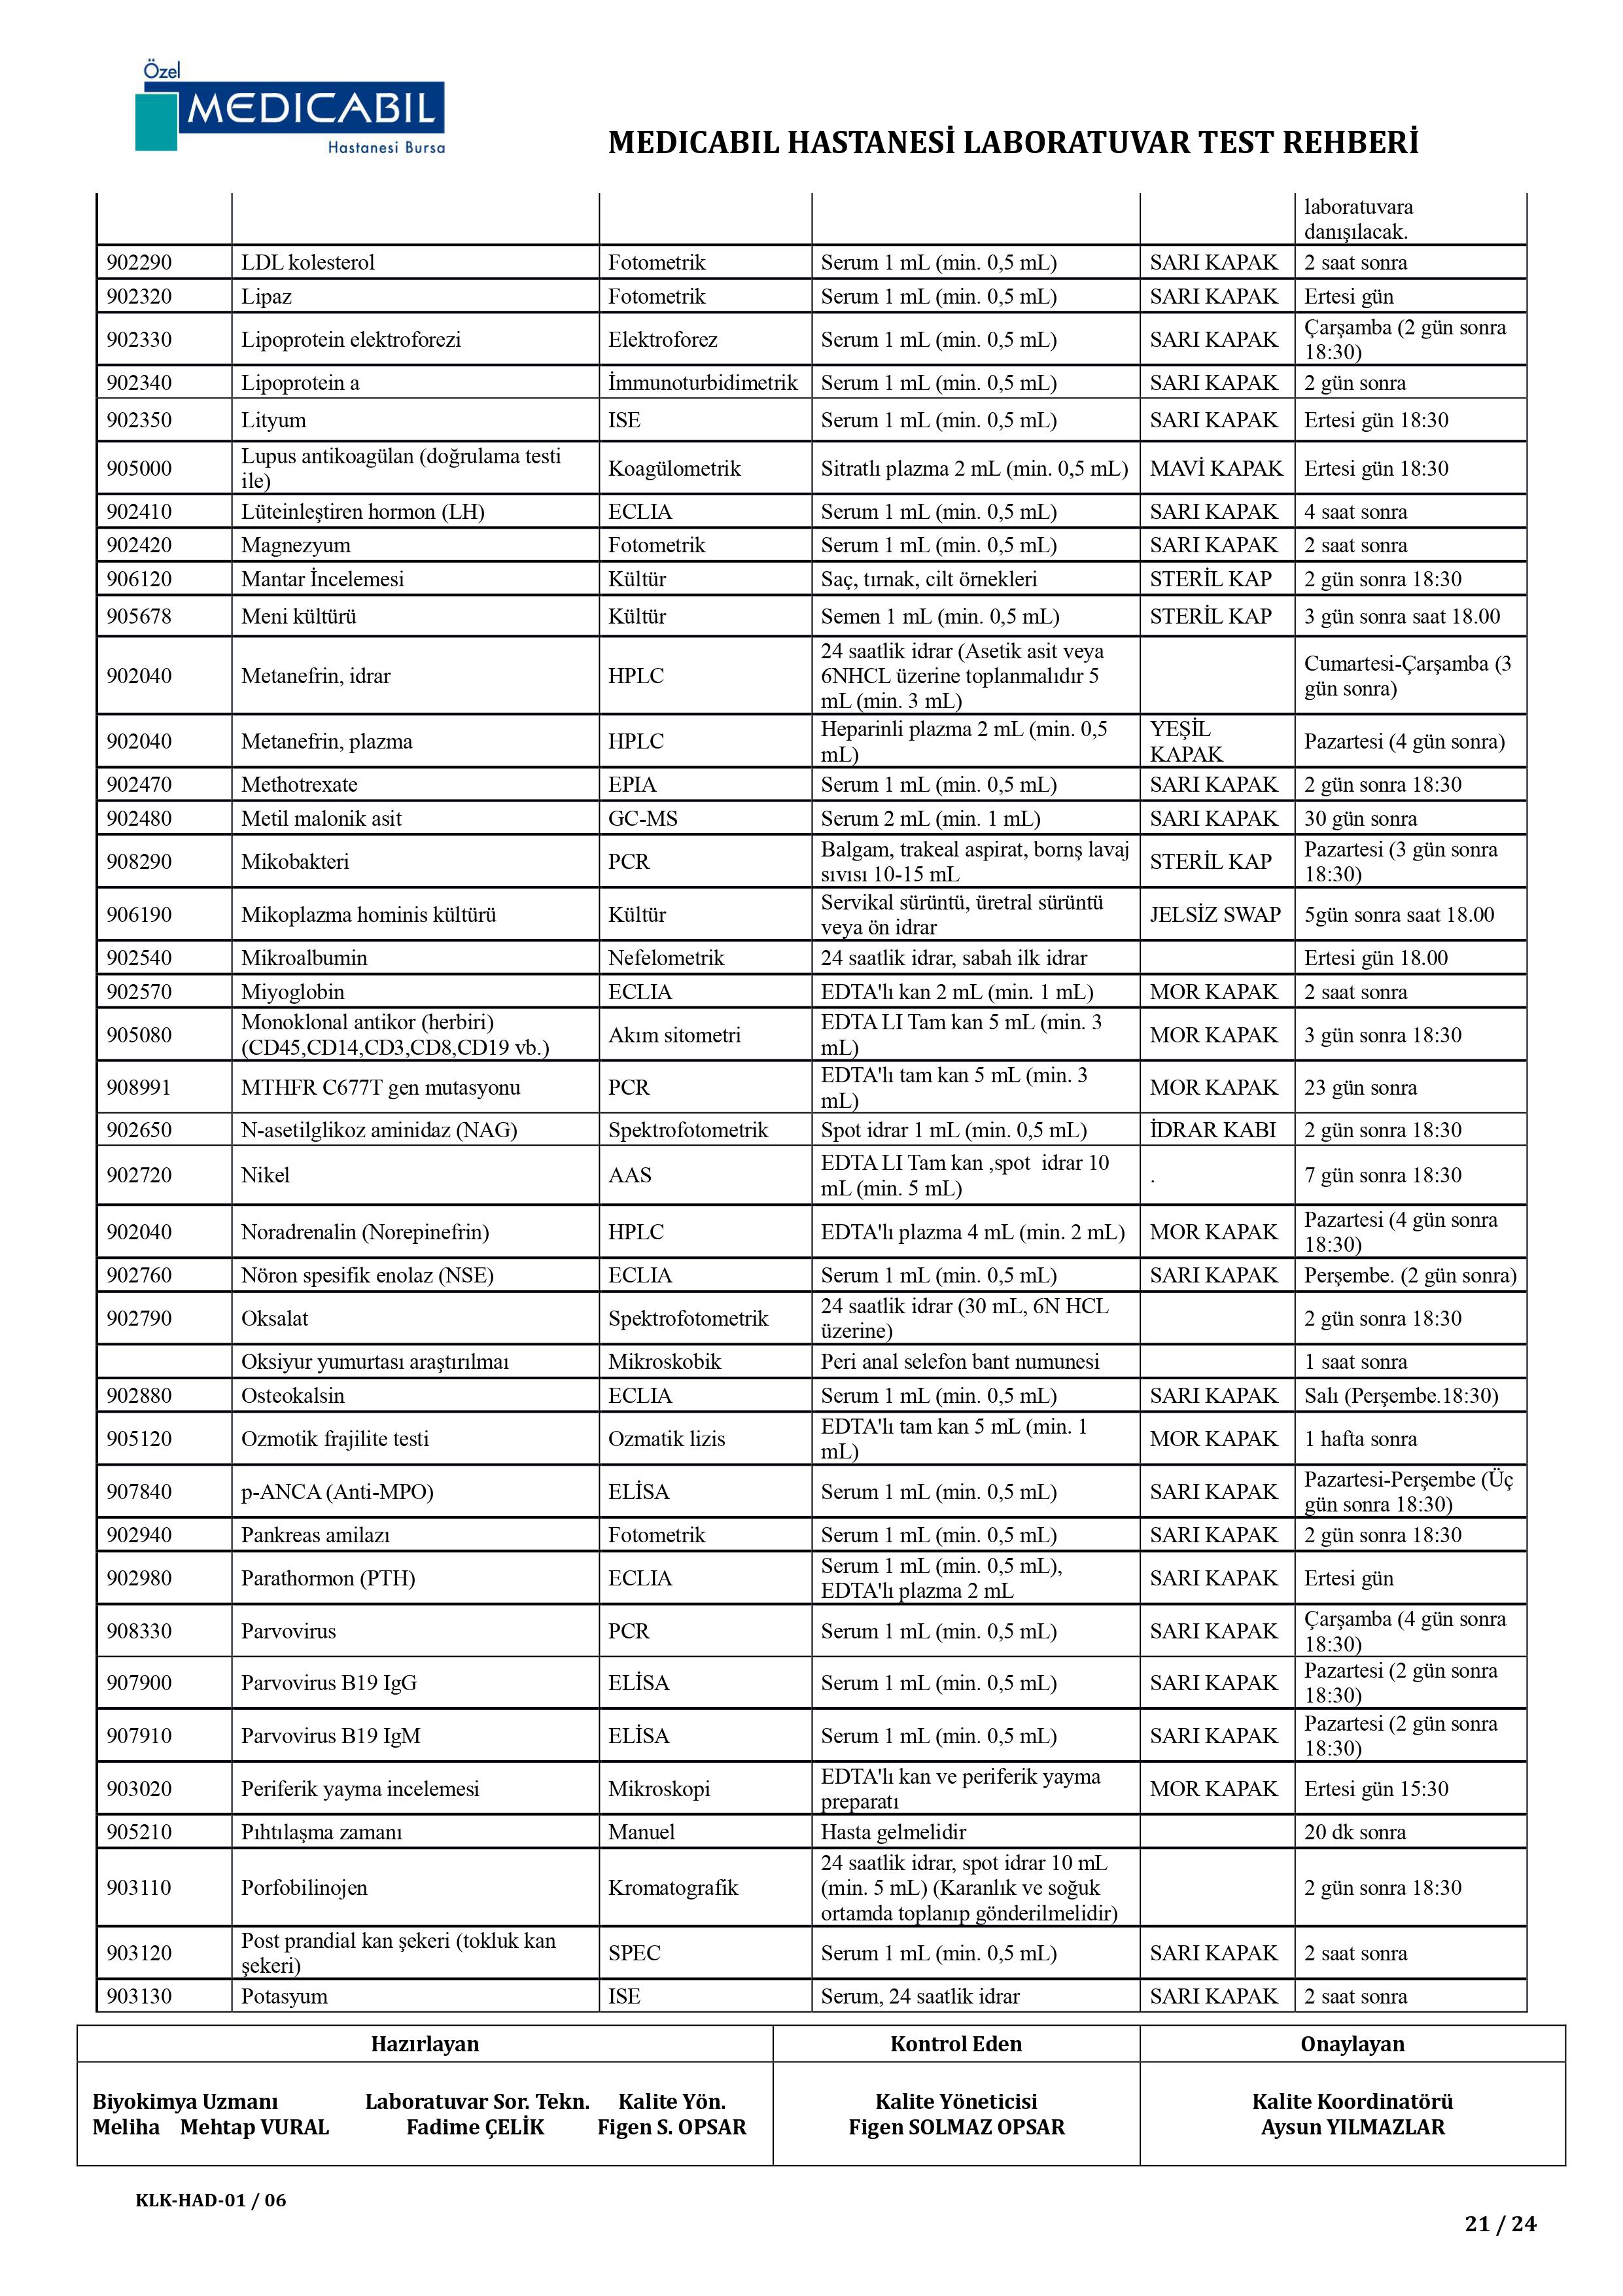 Özel
MEDICABIL
Hastanesi Bursa
MEDICABIL HASTANESİ LABORATUVAR TEST REHBERİ
laboratuvara
danışılacak.
902290 LDL kolesterol Fotometrik Serum 1 mL (min. 0,5 mL) SARI KAPAK 2 saat sonra
902320 Lipaz Fotometrik Serum 1 mL (min. 0,5 mL) SARI KAPAK Ertesi gün
902330 Lipoprotein elektroforezi Elektroforez Serum 1 mL (min. 0,5 mL) SARI KAPAK Çarşamba (2 gün sonra
18:30)
902340 Lipoprotein a İmmunoturbidimetrik Serum 1 mL (min. 0,5 mL) SARI KAPAK 2 gün sonra
902350 Lityum ISE Serum 1 mL (min. 0,5 mL) SARI KAPAK Ertesi gün 18:30
905000 Lupus antikoagülan (doğrulama testi
ile) Koagülometrik Sitratlı plazma 2 mL (min. 0,5 mL) MAVİ KAPAK Ertesi gün 18:30
902410 Lüteinleştiren hormon (LH) ECLIA Serum 1 mL (min. 0,5 mL) SARI KAPAK 4 saat sonra
902420 Magnezyum Fotometrik Serum 1 mL (min. 0,5 mL) SARI KAPAK 2 saat sonra
906120 Mantar İncelemesi Kültür Saç, tırnak, cilt örnekleri STERİL KAP 2 gün sonra 18:30
905678 Meni kültürü Kültür Semen 1 mL (min. 0,5 mL) STERİL KAP 3 gün sonra saat 18.00
902040 Metanefrin, idrar HPLC 24 saatlik idrar (Asetik asit veya
6NHCL üzerine toplanmalıdır 5
mL (min. 3 mL) Cumartesi-Çarşamba (3
gün sonra)
902040 Metanefrin, plazma HPLC Heparinli plazma 2 mL (min. 0,5
mL) YEŞİL
KAPAK Pazartesi (4 gün sonra)
902470 Methotrexate EPIA Serum 1 mL (min. 0,5 mL) SARI KAPAK 2 gün sonra 18:30
902480 Metil malonik asit GC-MS Serum 2 mL (min. 1 mL) SARI KAPAK 30 gün sonra
908290 Mikobakteri PCR Balgam, trakeal aspirat, bornş lavaj
sıvısı 10-15 mL STERİL KAP Pazartesi (3 gün sonra
18:30)
906190 Mikoplazma hominis kültürü Kültür Servikal sürüntü, üretral sürüntü
veya ön idrar JELSİZ SWAP 5gün sonra saat 18.00
902540 Mikroalbumin Nefelometrik 24 saatlik idrar, sabah ilk idrar Ertesi gün 18.00
902570 Miyoglobin ECLIA EDTA'lı kan 2 mL (min. 1 mL) MOR KAPAK 2 saat sonra
905080 Monoklonal antikor (herbiri)
(CD45,CD14,CD3,CD8,CD19 vb.) Akım sitometri EDTA LI Tam kan 5 mL (min. 3
mL) MOR KAPAK 3 gün sonra 18:30
908991 MTHFR C677T gen mutasyonu PCR EDTA'lı tam kan 5 mL (min. 3
mL) MOR KAPAK 23 gün sonra
902650 N-asetilglikoz aminidaz (NAG) Spektrofotometrik Spot idrar 1 mL (min. 0,5 mL) İDRAR KABI 2 gün sonra 18:30
902720 Nikel AAS EDTA LI Tam kan ,spot idrar 10
mL (min. 5 mL) . 7 gün sonra 18:30
902040 Noradrenalin (Norepinefrin) HPLC EDTA'lı plazma 4 mL (min. 2 mL) MOR KAPAK Pazartesi (4 gün sonra
18:30)
902760 Nöron spesifik enolaz (NSE) ECLIA Serum 1 mL (min. 0,5 mL) SARI KAPAK Perşembe. (2 gün sonra)
902790 Oksalat Spektrofotometrik 24 saatlik idrar (30 mL, 6N HCL
üzerine) 2 gün sonra 18:30
Oksiyur yumurtası araştırılmaı Mikroskobik Peri anal selefon bant numunesi 1 saat sonra
902880 Osteokalsin ECLIA Serum 1 mL (min. 0,5 mL) SARI KAPAK Salı (Perşembe.18:30)
905120 Ozmotik frajilite testi Ozmatik lizis EDTA'lı tam kan 5 mL (min. 1
mL) MOR KAPAK 1 hafta sonra
907840 p-ANCA (Anti-MPO) ELİSA Serum 1 mL (min. 0,5 mL) SARI KAPAK Pazartesi-Perşembe (Üç
gün sonra 18:30)
902940 Pankreas amilazı Fotometrik Serum 1 mL (min. 0,5 mL) SARI KAPAK 2 gün sonra 18:30
902980 Parathormon (PTH) ECLIA Serum 1 mL (min. 0,5 mL),
EDTA'lı plazma 2 mL SARI KAPAK Ertesi gün
908330 Parvovirus PCR Serum 1 mL (min. 0,5 mL) SARI KAPAK Çarşamba (4 gün sonra
18:30)
907900 Parvovirus B19 IgG ELİSA Serum 1 mL (min. 0,5 mL) SARI KAPAK Pazartesi (2 gün sonra
18:30)
907910 Parvovirus B19 IgM ELİSA Serum 1 mL (min. 0,5 mL) SARI KAPAK Pazartesi (2 gün sonra
18:30)
903020 Periferik yayma incelemesi Mikroskopi EDTA'lı kan ve periferik yayma
preparatı MOR KAPAK Ertesi gün 15:30
905210 Pıhtılaşma zamanı Manuel Hasta gelmelidir 20 dk sonra
903110 Porfobilinojen Kromatografik 24 saatlik idrar, spot idrar 10 mL
(min. 5 mL) (Karanlık ve soğuk
ortamda toplanıp gönderilmelidir) 2 gün sonra 18:30
903120 Post prandial kan şekeri (tokluk kan
şekeri) SPEC Serum 1 mL (min. 0,5 mL) SARI KAPAK 2 saat sonra
903130 Potasyum ISE Serum, 24 saatlik idrar SARI KAPAK 2 saat sonra
Hazırlayan Kontrol Eden Onaylayan
Biyokimya Uzmanı Laboratuvar Sor. Tekn. Kalite Yön. Kalite Yöneticisi Kalite Koordinatörü
Meliha Mehtap VURAL Fadime ÇELİK Figen S. OPSAR Figen SOLMAZ OPSAR Aysun YILMAZLAR
KLK-HAD-01 / 06
21 / 24